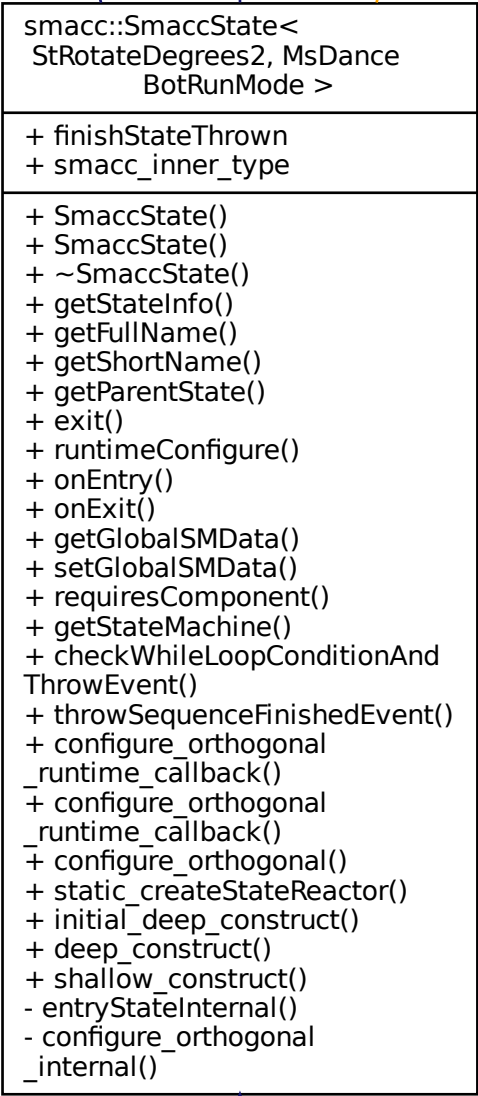 smacc::SmaccState<
StRotateDegrees2, MsDance
BotRunMode >
+ finishStateThrown
+ smacc_inner_type
+ SmaccState()
+ SmaccState()
+ ~SmaccState()
+ getStateInfo()
+ getFullName()
+ getShortName()
+ getParentState()
+ exit()
+ runtimeConfigure()
+ onEntry()
+ onExit()
+ getGlobalSMData()
+ setGlobalSMData()
+ requiresComponent()
+ getStateMachine()
+ checkWhileLoopConditionAnd
ThrowEvent()
+ throwSequenceFinishedEvent()
+ configure_orthogonal
_runtime_callback()
+ configure_orthogonal
_runtime_callback()
+ configure_orthogonal()
+ static_createStateReactor()
+ initial_deep_construct()
+ deep_construct()
+ shallow_construct()
- entryStateInternal()
- configure_orthogonal
_internal()